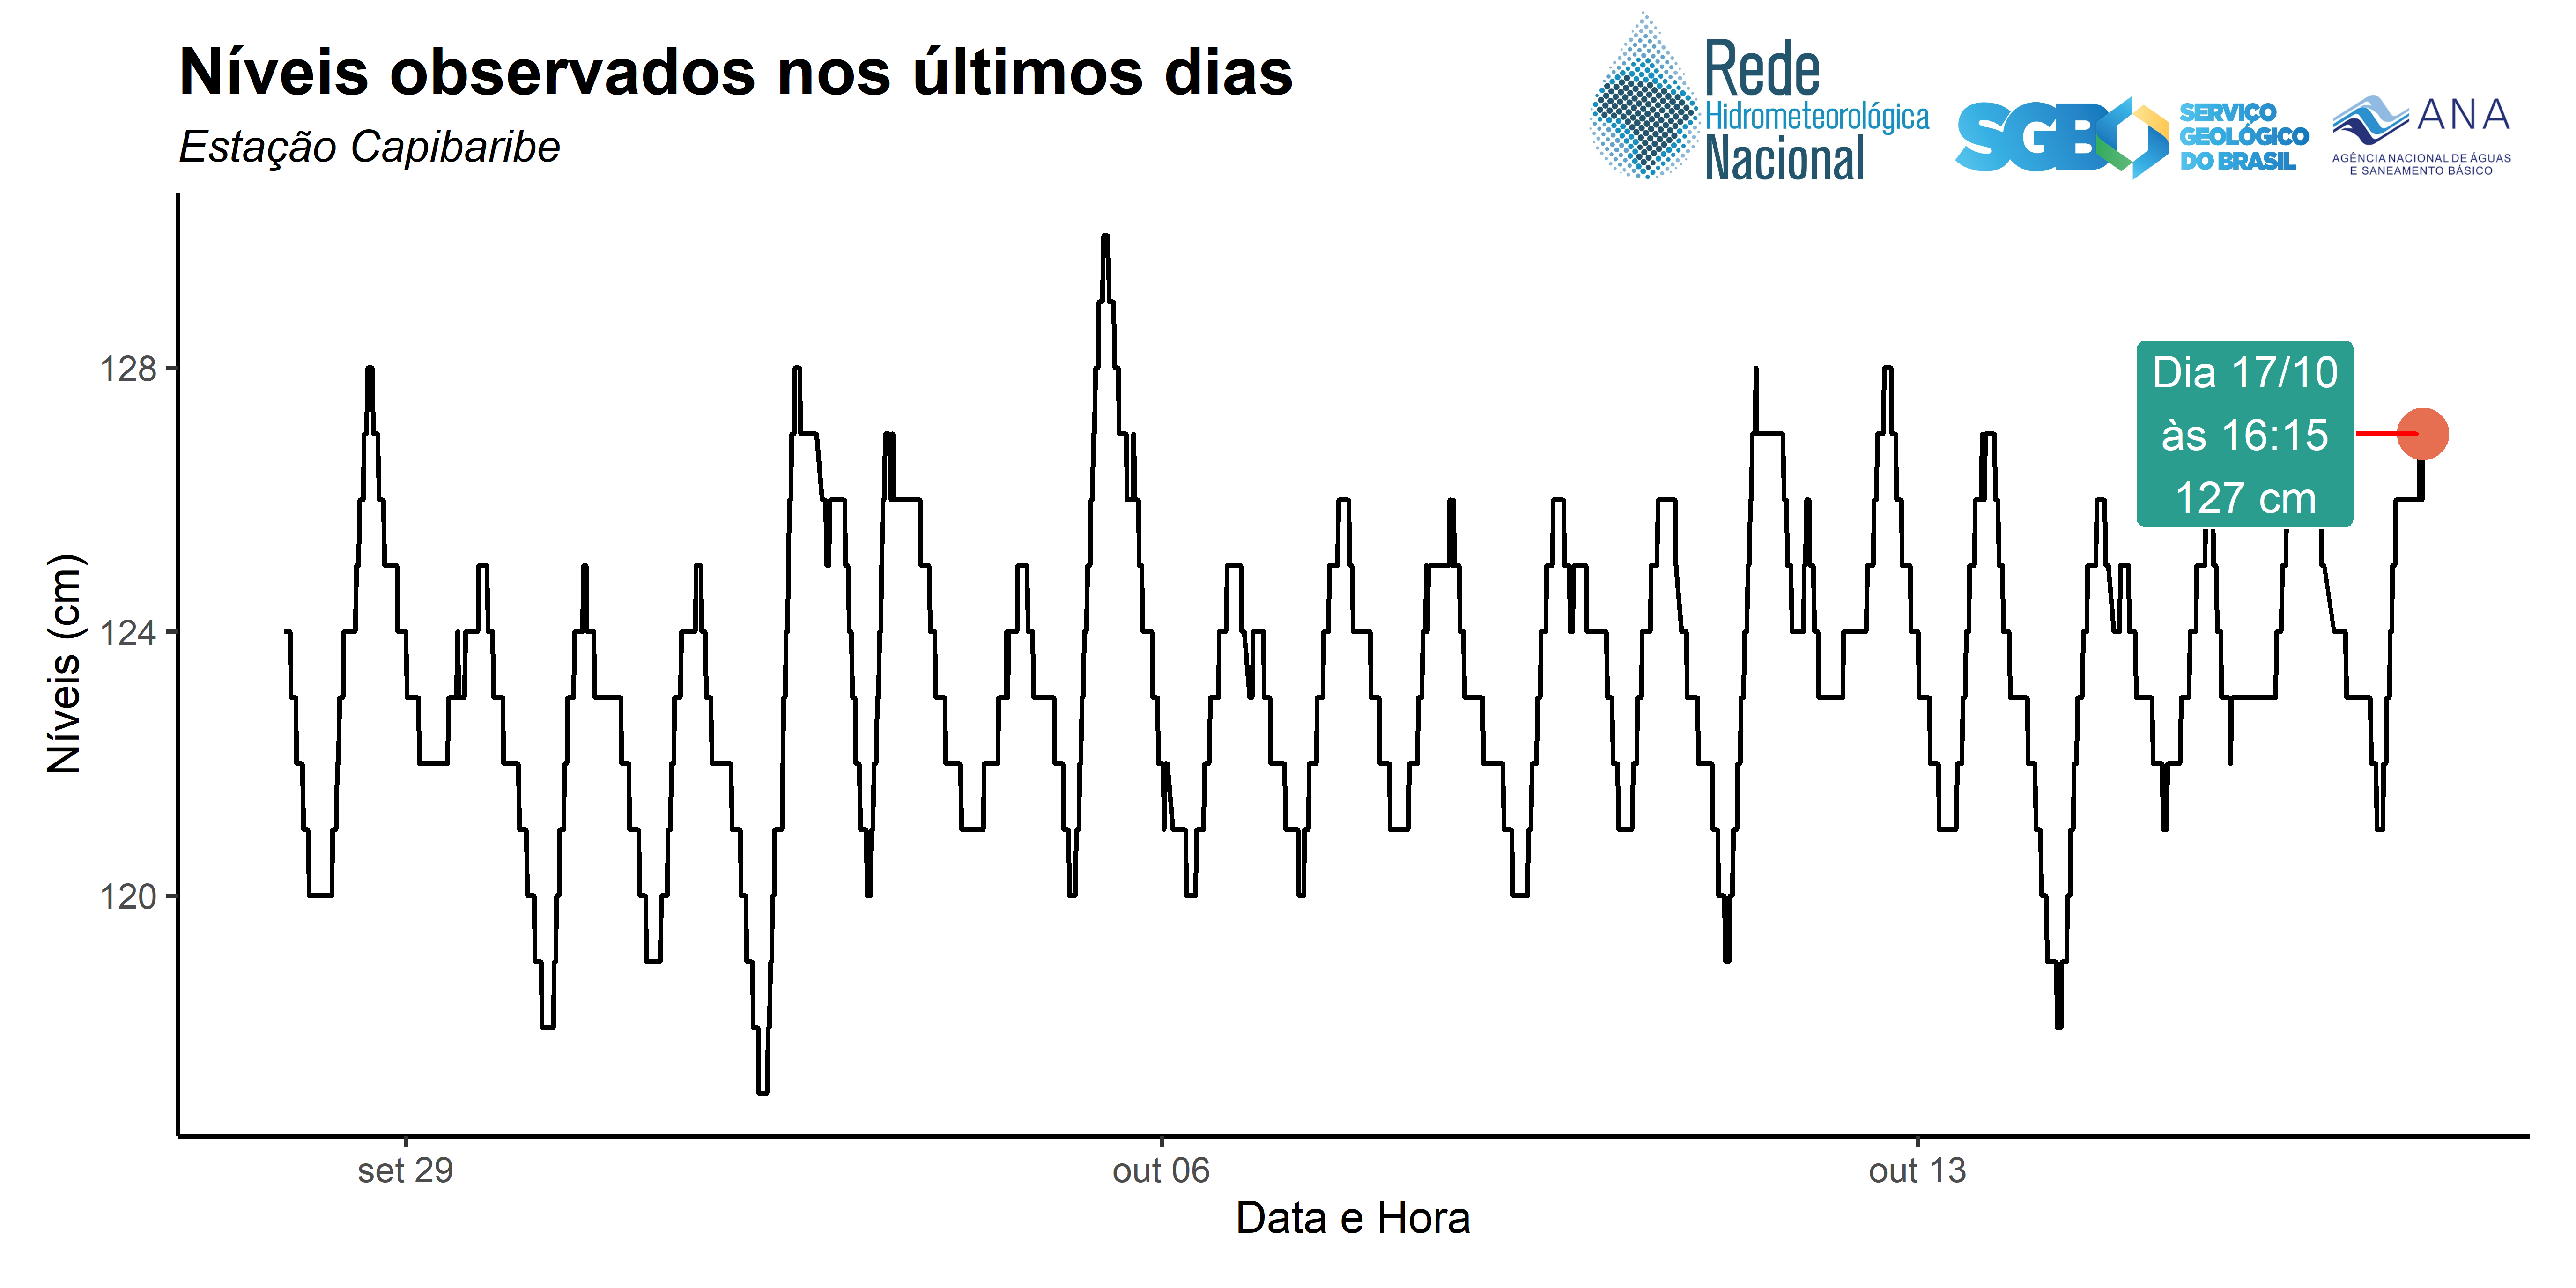 Níveis observados nos últimos dias
Estação Capibaribe
Rede
Hidrometeorológica
Nacional
SGB
SERVIÇO
GEOLÓGICO
DO BRASIL
ANA
AGÊNCIA NACIONAL DE ÁGUAS
E SANEAMENTO BÁSICO
Níveis (cm)
128
124
120
Dia 17/10
às 16:15
127 cm
set 29
out 06
out 13
Data e Hora